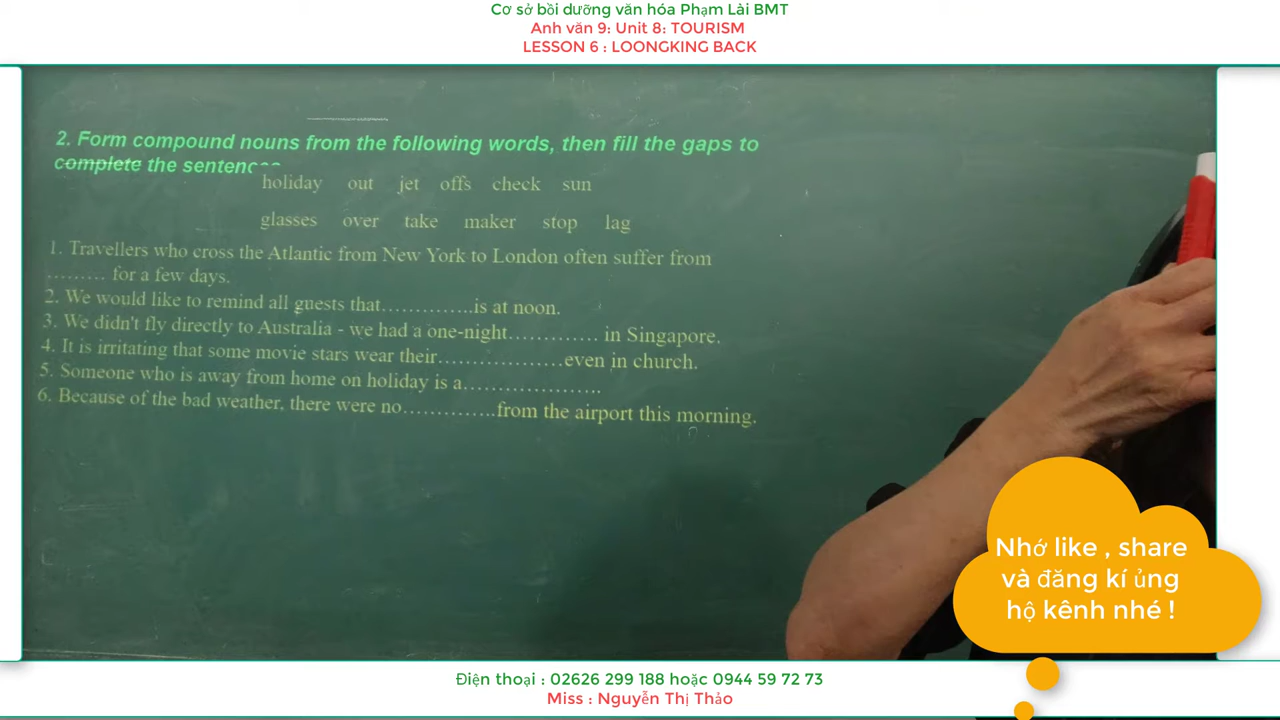 Cơ sở bồi dưỡng văn hóa Phạm Lài BMT
Anh văn 9: Unit 8: TOURISM
LESSON 6 : LOONGKING BACK
2. Form compound nouns from the following words, then fill the gaps to
complete the sentences
holiday out jet offs check sun
glasses over take maker stop lag
1. Travellers who cross the Atlantic from New York to London often suffer from
......... for a few days.
2. We would like to remind all guests that..............is at noon.
3. We didn't fly directly to Australia - we had a one-night............. in Singapore.
4. It is irritating that some movie stars wear their..................even in church.
5. Someone who is away from home on holiday is a....................
6. Because of the bad weather, there were no..............from the airport this morning.
Nhớ like , share
và đăng kí ủng
hộ kênh nhé !
Điện thoại : 02626 299 188 hoặc 0944 59 72 73
Miss : Nguyễn Thị Thảo